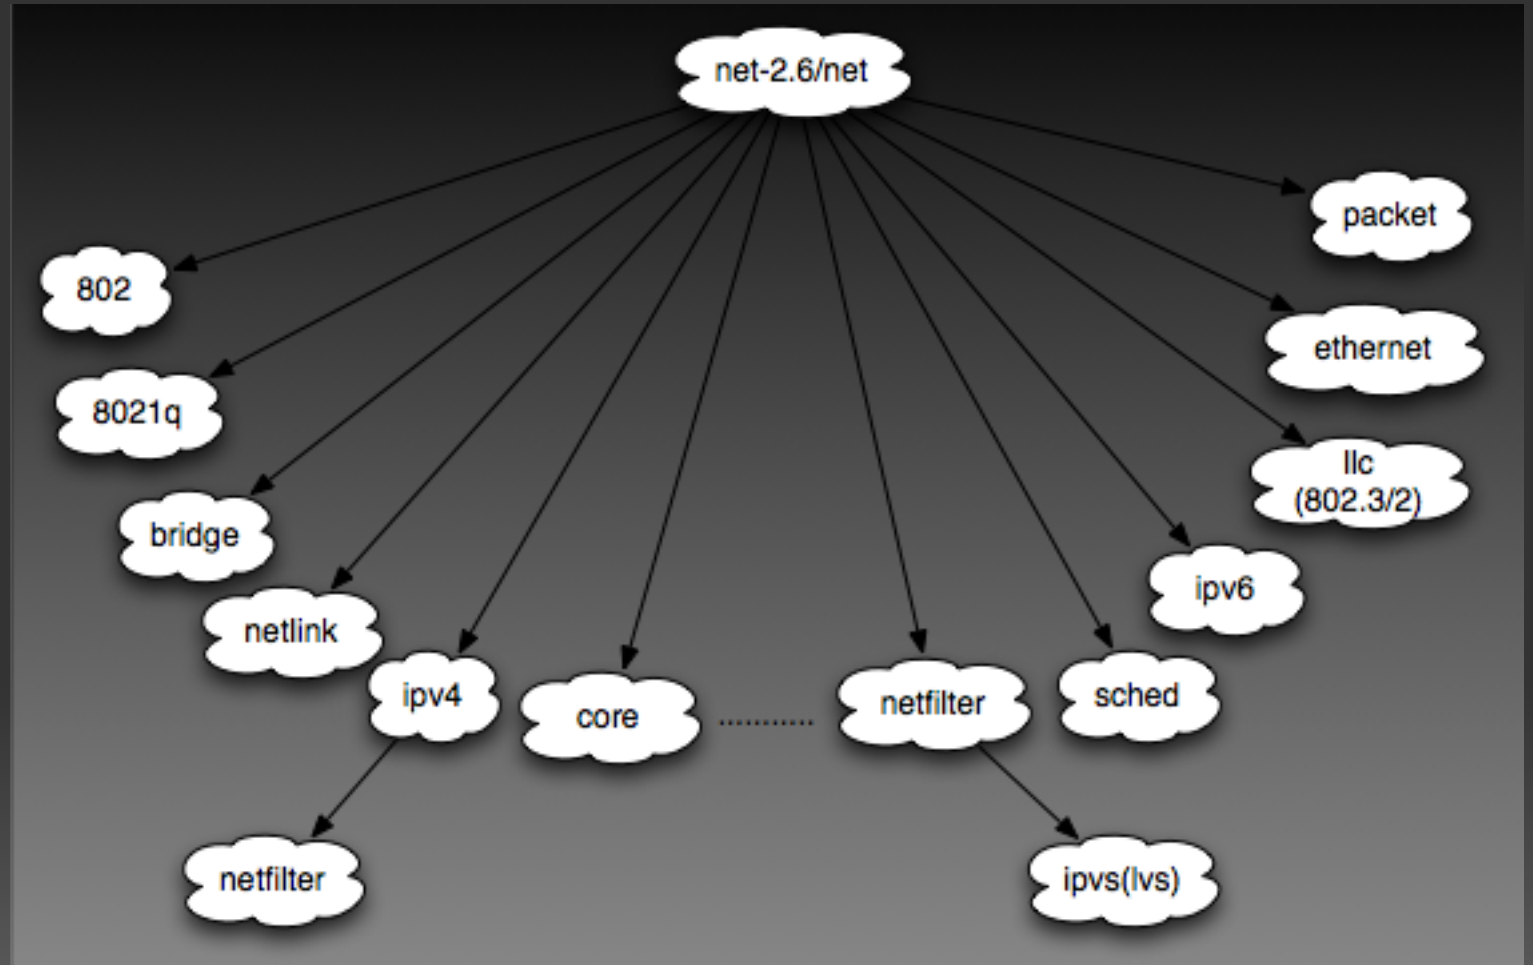 net-2.6/net
packet
802
ethernet
8021q
llc
(802.3/2)
bridge
ipv6
netlink
ipv4
core
...........
netfilter
sched
netfilter
ipvs(lvs)